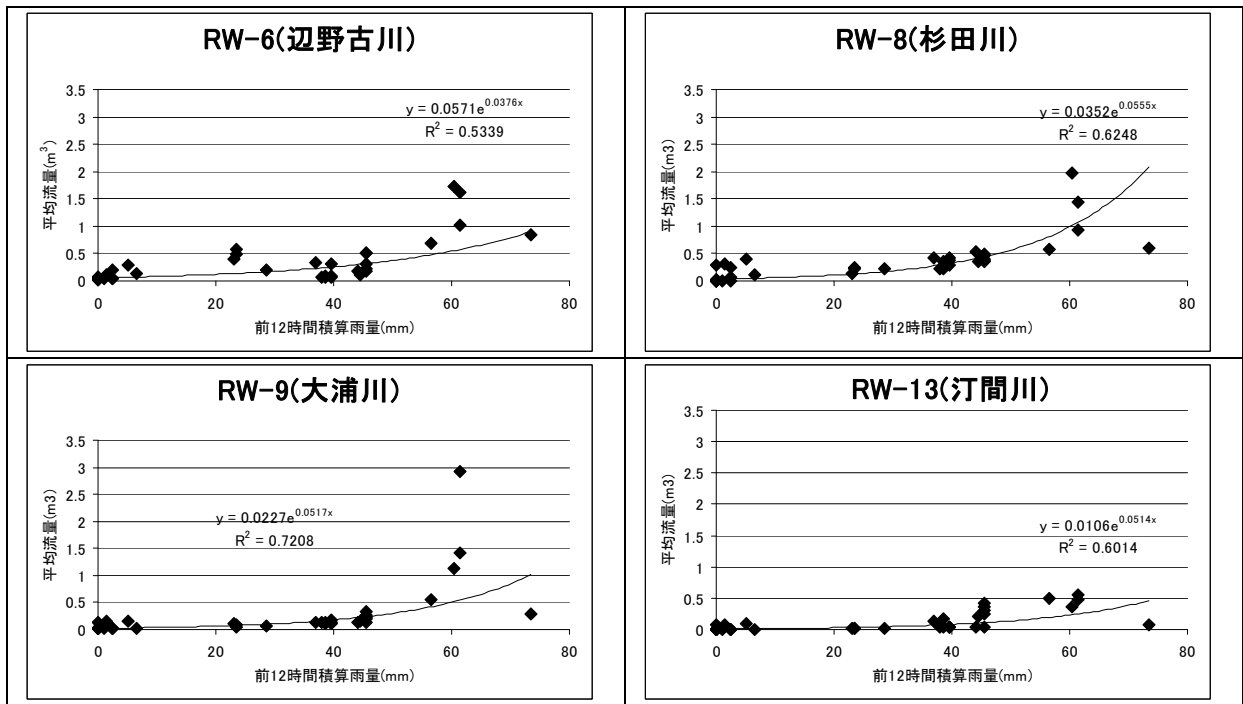 RW-6(辺野古川)
3.5
3
2.5
2
1.5
1
0.5
0
平均流量(m³)
y = 0.0571e^0.0376x
R² = 0.5339
0 20 40 60 80
前12時間積算雨量(mm)
RW-8(杉田川)
3.5
3
2.5
2
1.5
1
0.5
0
平均流量(m3)
y = 0.0352e^0.0555x
R² = 0.6248
0 20 40 60 80
前12時間積算雨量(mm)
RW-9(大浦川)
3.5
3
2.5
2
1.5
1
0.5
0
平均流量(m3)
y = 0.0227e^0.0517x
R² = 0.7208
0 20 40 60 80
前12時間積算雨量(mm)
RW-13(汀間川)
3.5
3
2.5
2
1.5
1
0.5
0
平均流量(m3)
y = 0.0106e^0.0514x
R² = 0.6014
0 20 40 60 80
前12時間積算雨量(mm)